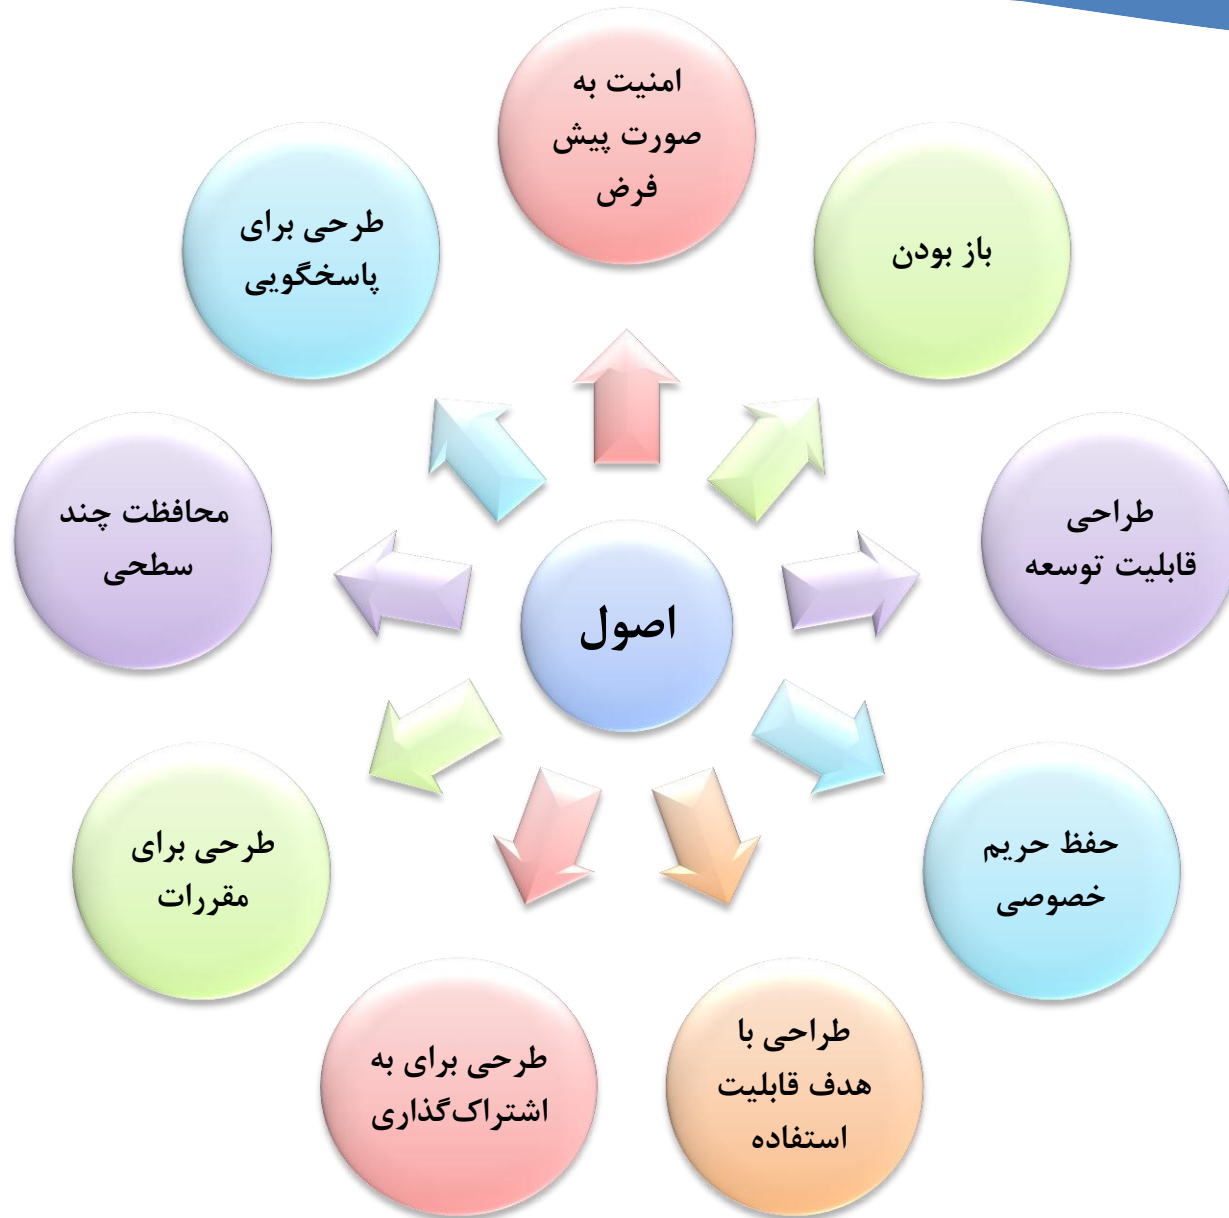 امنیت به
صورت پیش
فرض
باز بودن
طراحی
قابلیت توسعه
حفظ حریم
خصوصی
طراحی با
هدف قابلیت
استفاده
طرحی برای به
اشتراک‌گذاری
طرحی برای
مقررات
محافظت چند
سطحی
طرحی برای
پاسخگویی
اصول